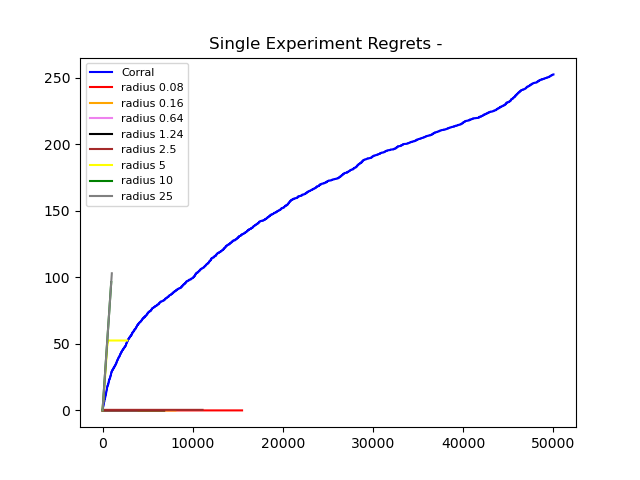 Single Experiment Regrets -
Corral
radius 0.08
radius 0.16
radius 0.64
radius 1.24
radius 2.5
radius 5
radius 10
radius 25
250
200
150
100
50
0
0 10000 20000 30000 40000 50000